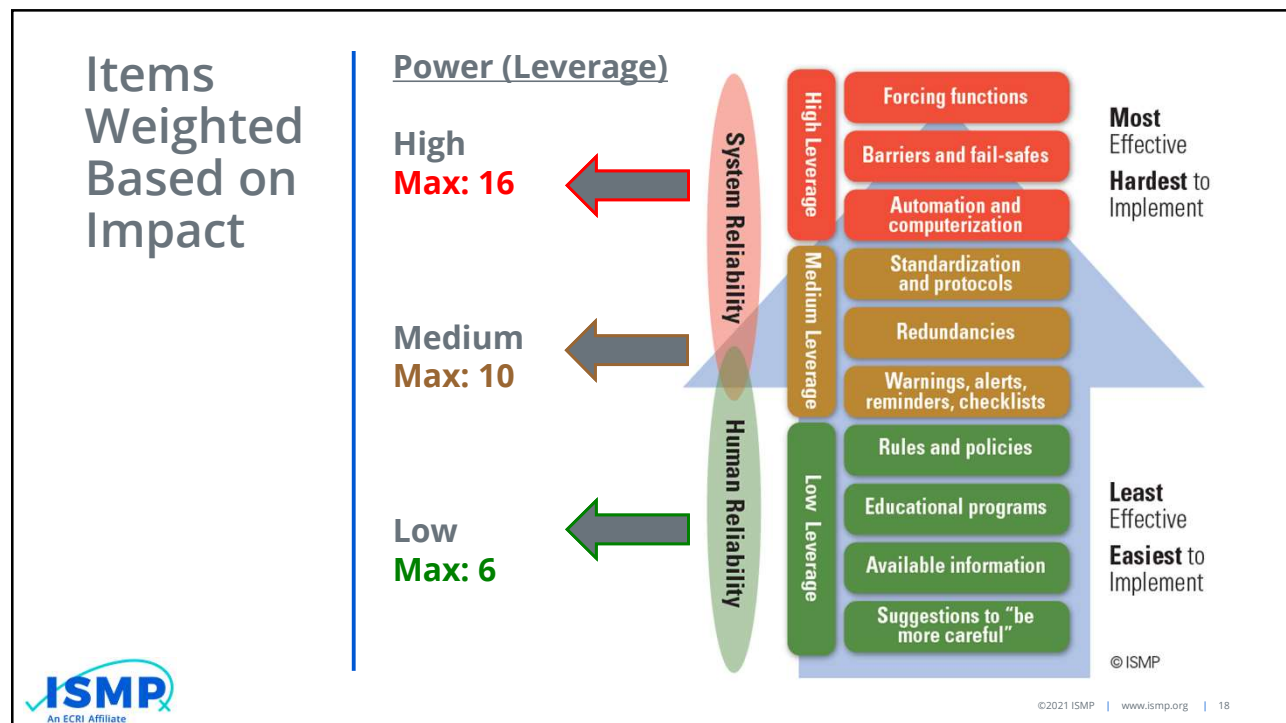 Items
Weighted
Based on
Impact
Power (Leverage)
High
Max: 16
Medium
Max: 10
Low
Max: 6
System Reliability
Human Reliability
High Leverage
Forcing functions
Barriers and fail-safes
Automation and
computerization
Medium Leverage
Standardization
and protocols
Redundancies
Warnings, alerts,
reminders, checklists
Low Leverage
Rules and policies
Educational programs
Available information
Suggestions to “be
more careful”
Most
Effective
Hardest to
Implement
Least
Effective
Easiest to
Implement
© ISMP
ISMP
An ECRI Affiliate
©2021 ISMP | www.ismp.org | 18